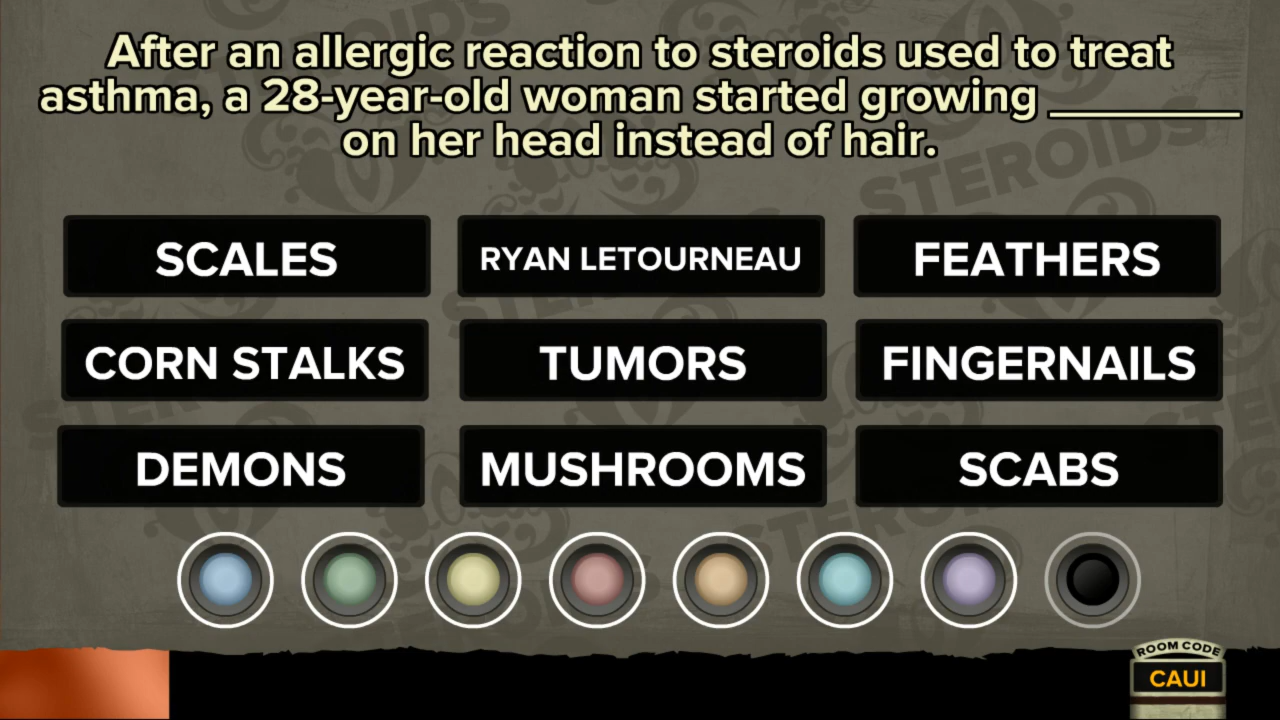 After an allergic reaction to steroids used to treat
asthma, a 28-year-old woman started growing ________
on her head instead of hair.
SCALES
RYAN LETOURNEAU
FEATHERS
CORN STALKS
TUMORS
FINGERNAILS
DEMONS
MUSHROOMS
SCABS
ROOM CODE
CAUI
STEROIDS